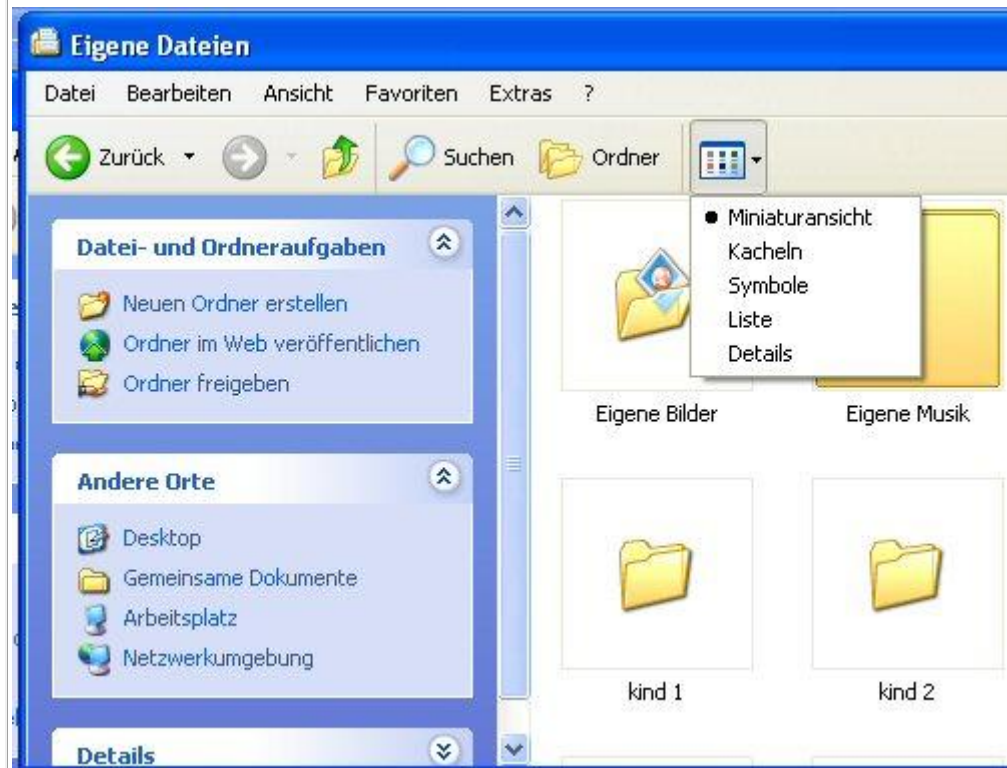 Eigene Dateien
Datei Bearbeiten Ansicht Favoriten Extras ?
Zurück Suchen Ordner
Miniaturansicht
Kacheln
Symbole
Liste
Details
Datei- und Ordneraufgaben
Neuen Ordner erstellen
Ordner im Web veröffentlichen
Ordner freigeben
Andere Orte
Desktop
Gemeinsame Dokumente
Arbeitsplatz
Netzwerkumgebung
Details
Eigene Bilder Eigene Musik
kind 1 kind 2